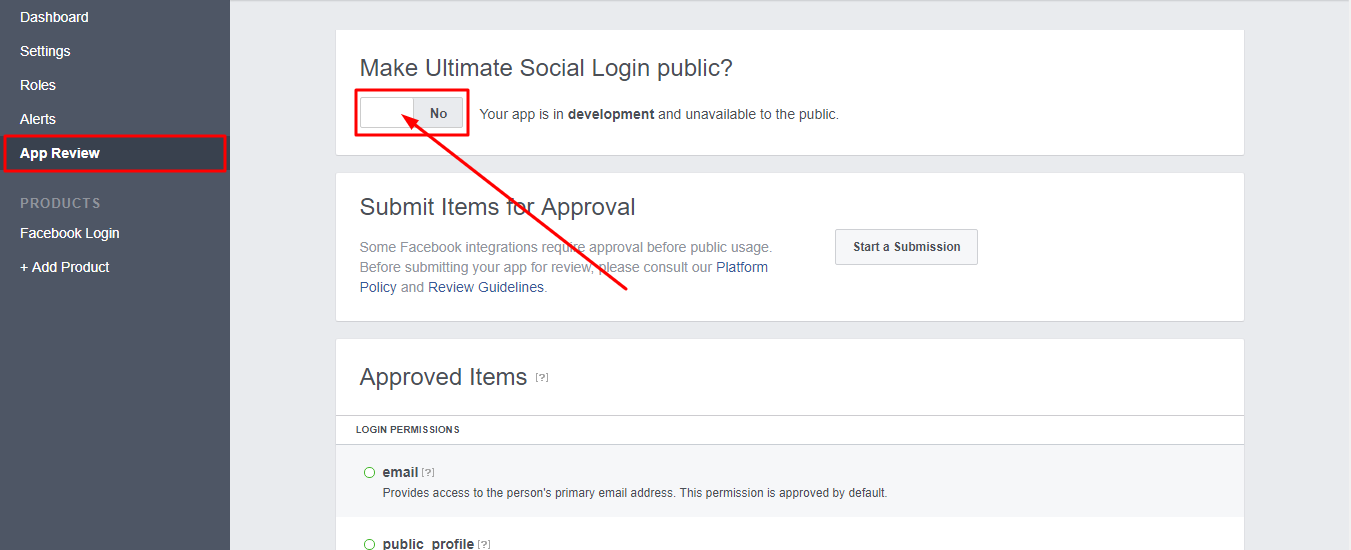 Dashboard
Settings
Roles
Alerts
App Review
PRODUCTS
Facebook Login
+ Add Product
Make Ultimate Social Login public?
No
Your app is in development and unavailable to the public.
Submit Items for Approval
Some Facebook integrations require approval before public usage.
Before submitting your app for review, please consult our Platform
Policy and Review Guidelines.
Start a Submission
Approved Items [?]
LOGIN PERMISSIONS
email [?]
Provides access to the person's primary email address. This permission is approved by default.
public_profile [?]